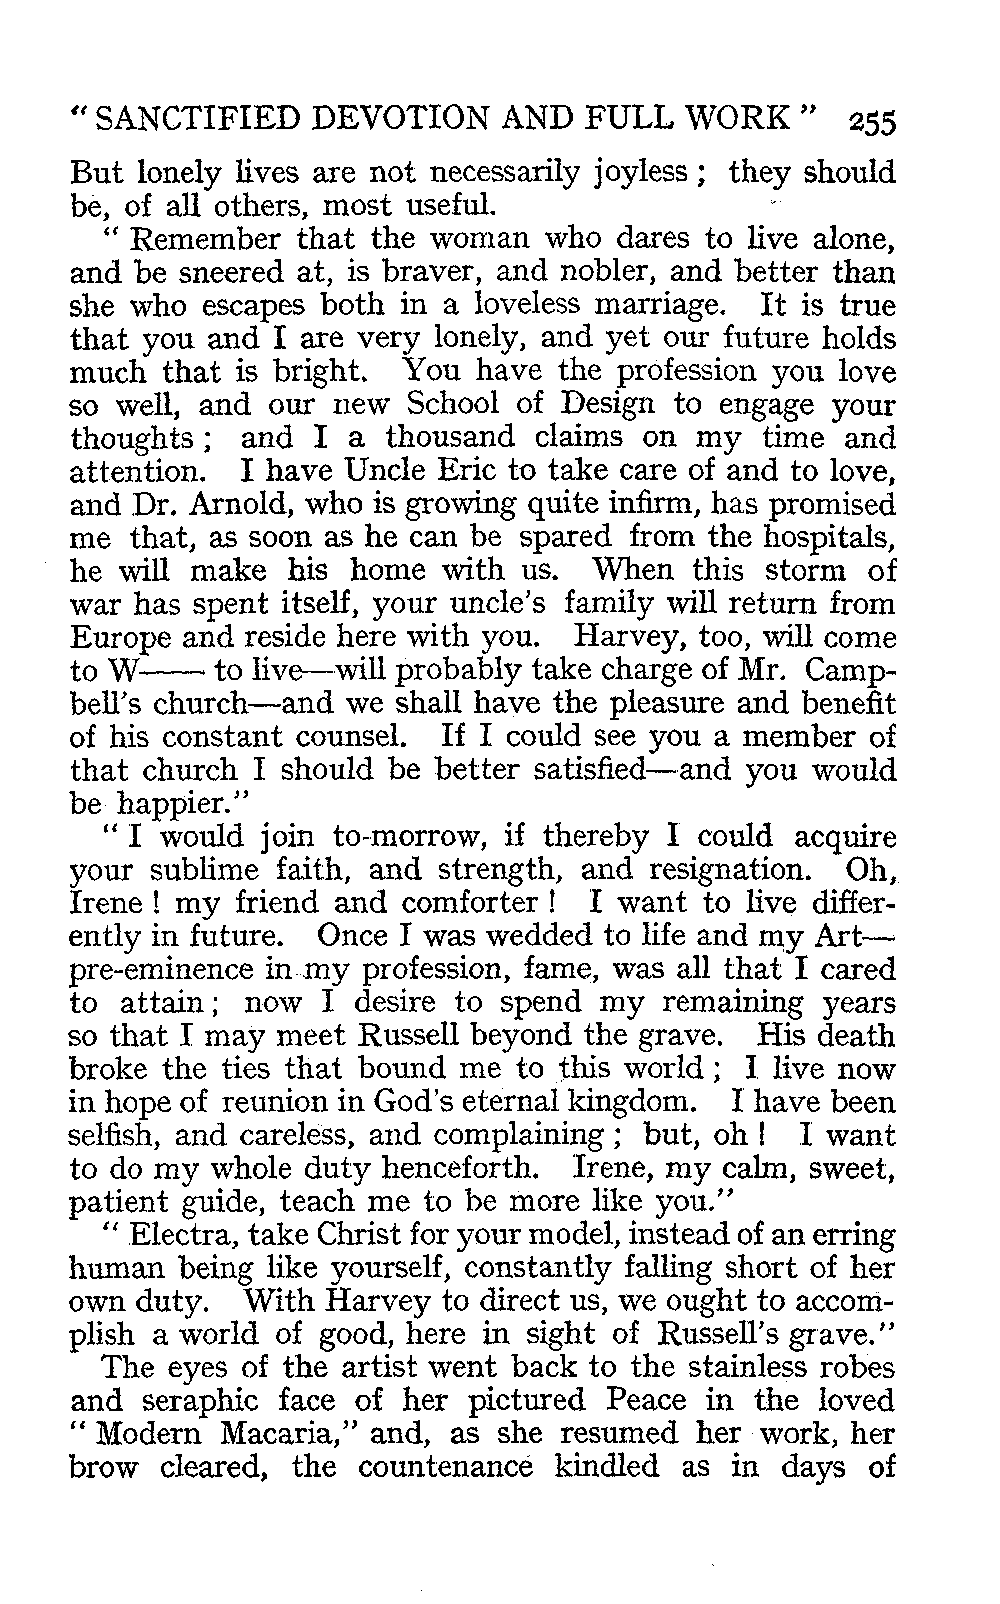 “ SANCTIFIED DEVOTION AND FULL WORK ” 255
But lonely lives are not necessarily joyless ; they should
be, of all others, most useful.
“ Remember that the woman who dares to live alone,
and be sneered at, is braver, and nobler, and better than
she who escapes both in a loveless marriage. It is true
that you and I are very lonely, and yet our future holds
much that is bright. You have the profession you love
so well, and our new School of Design to engage your
thoughts ; and I a thousand claims on my time and
attention. I have Uncle Eric to take care of and to love,
and Dr. Arnold, who is growing quite infirm, has promised
me that, as soon as he can be spared from the hospitals,
he will make his home with us. When this storm of
war has spent itself, your uncle’s family will return from
Europe and reside here with you. Harvey, too, will come
to W—— to live—will probably take charge of Mr. Camp-
bell’s church—and we shall have the pleasure and benefit
of his constant counsel. If I could see you a member of
that church I should be better satisfied—and you would
be happier.”
“ I would join to-morrow, if thereby I could acquire
your sublime faith, and strength, and resignation. Oh,
Irene ! my friend and comforter ! I want to live differ-
ently in future. Once I was wedded to life and my Art—
pre-eminence in my profession, fame, was all that I cared
to attain ; now I desire to spend my remaining years
so that I may meet Russell beyond the grave. His death
broke the ties that bound me to this world ; I live now
in hope of reunion in God’s eternal kingdom. I have been
selfish, and careless, and complaining ; but, oh ! I want
to do my whole duty henceforth. Irene, my calm, sweet,
patient guide, teach me to be more like you.”
“ Electra, take Christ for your model, instead of an erring
human being like yourself, constantly falling short of her
own duty. With Harvey to direct us, we ought to accom-
plish a world of good, here in sight of Russell’s grave.”
The eyes of the artist went back to the stainless robes
and seraphic face of her pictured Peace in the loved
“ Modern Macaria,” and, as she resumed her work, her
brow cleared, the countenance kindled as in days of